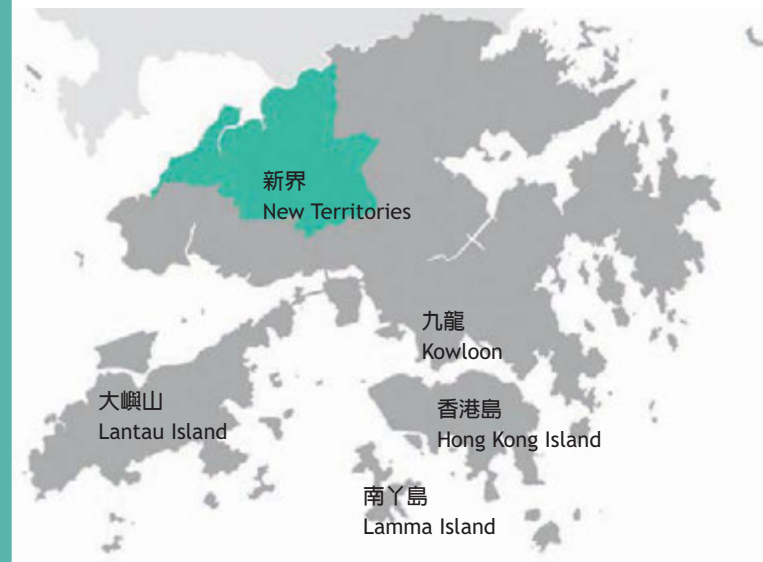 新界
New Territories
九龍
Kowloon
大嶼山
Lantau Island
香港島
Hong Kong Island
南丫島
Lamma Island